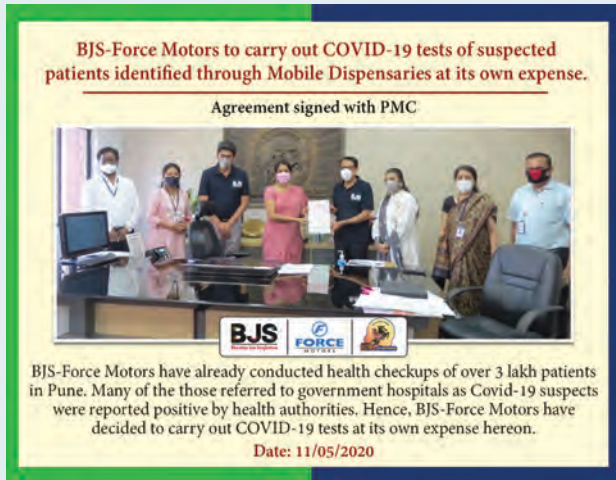 BJS-Force Motors to carry out COVID-19 tests of suspected
patients identified through Mobile Dispensaries at its own expense.
Agreement signed with PMC
BJS
FORCE
MOTORS
BJS-Force Motors have already conducted health checkups of over 3 lakh patients
in Pune. Many of the those referred to government hospitals as Covid-19 suspects
were reported positive by health authorities. Hence, BJS-Force Motors have
decided to carry out COVID-19 tests at its own expense hereon.
Date: 11/05/2020